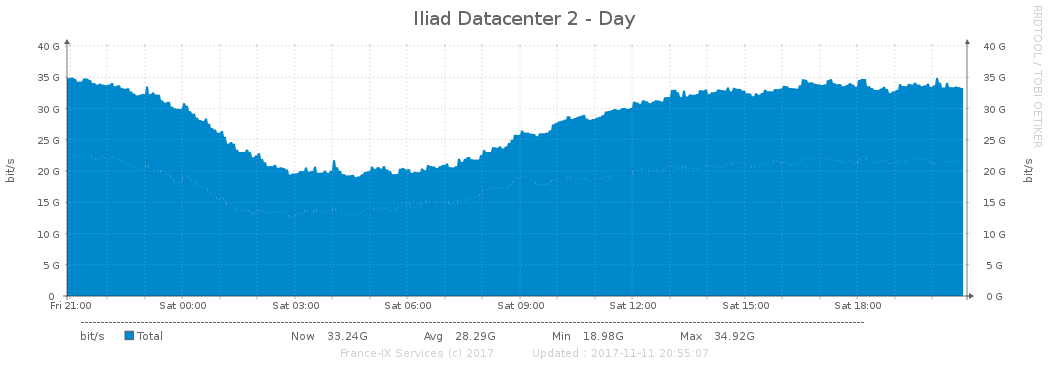 Iliad Datacenter 2 - Day
RRDTOOL / TOBI OETIKER
bit/s
40 G 40 G
35 G 35 G
30 G 30 G
25 G 25 G
20 G 20 G
15 G 15 G
10 G 10 G
5 G 5 G
0 0 G
bit/s
Fri 21:00 Sat 00:00 Sat 03:00 Sat 06:00 Sat 09:00 Sat 12:00 Sat 15:00 Sat 18:00
bit/s Total Now 33.24G Avg 28.29G Min 18.98G Max 34.92G
France-IX Services (c) 2017 Updated : 2017-11-11 20:55:07